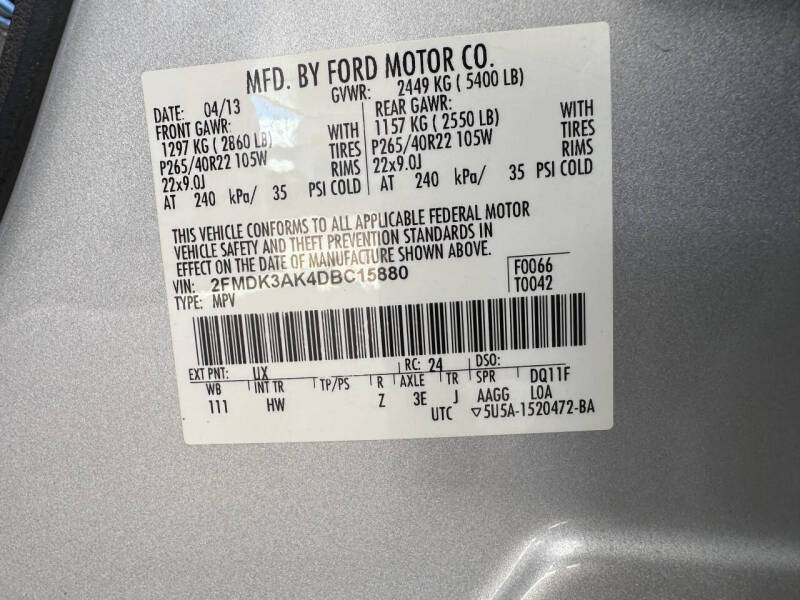 MFD. BY FORD MOTOR CO.
DATE: 04/13 GVWR: 2449 KG ( 5400 LB)
FRONT GAWR: REAR GAWR:
1297 KG ( 2860 LB) WITH 1157 KG ( 2550 LB) WITH
P265/40R22 105W TIRES P265/40R22 105W TIRES
22x9.0J RIMS 22x9.0J RIMS
AT 240 kPa/ 35 PSI COLD AT 240 kPa/ 35 PSI COLD
THIS VEHICLE CONFORMS TO ALL APPLICABLE FEDERAL MOTOR
VEHICLE SAFETY AND THEFT PREVENTION STANDARDS IN
EFFECT ON THE DATE OF MANUFACTURE SHOWN ABOVE.
VIN: 2FMDK3AK4DBC15880 F0066
TYPE: MPV T0042
EXT PNT: UX RC: 24 DSO:
WB INT TR TP/PS R AXLE TR SPR DQ11F
111 HW Z 3E J AAGG LOA
UTC ▽5U5A-1520472-BA